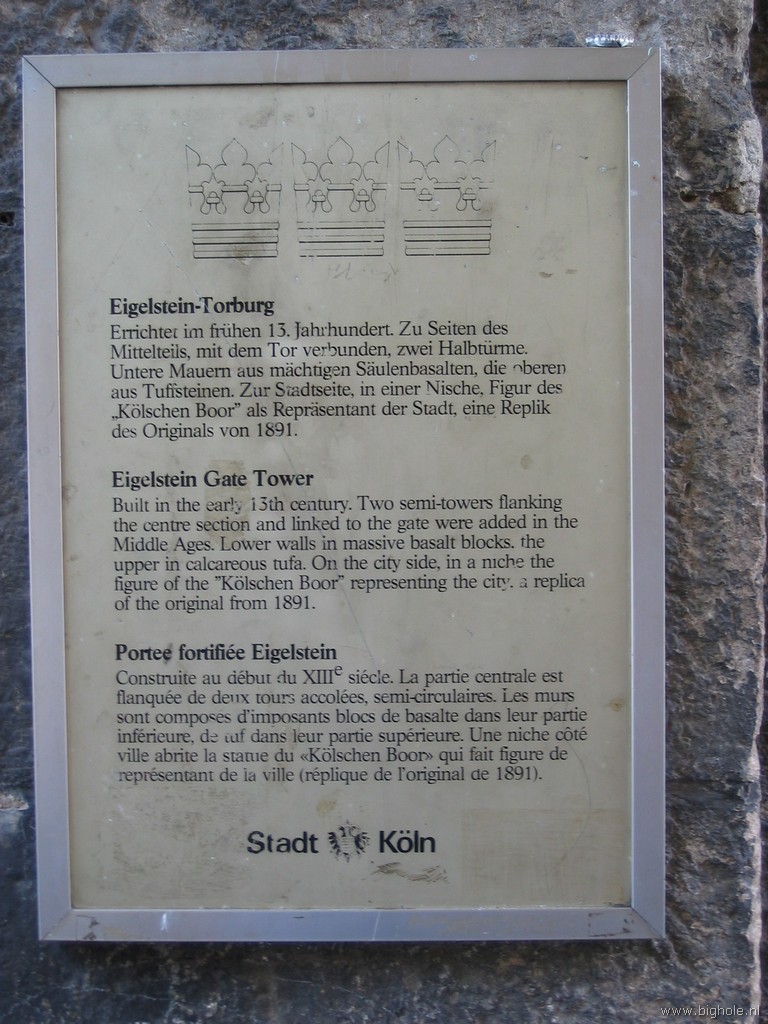 Eigelstein-Torburg
Errichtet im frühen 13. Jahrhundert. Zu Seiten des
Mittelteils, mit dem Tor verbunden, zwei Halbtürme.
Untere Mauern aus mächtigen Säulenbasalten, die oberen
aus Tuffsteinen. Zur Stadtseite, in einer Nische, Figur des
„Kölschen Boor” als Repräsentant der Stadt, eine Replik
des Originals von 1891.
Eigelstein Gate Tower
Built in the early 13th century. Two semi-towers flanking
the centre section and linked to the gate were added in the
Middle Ages. Lower walls in massive basalt blocks, the
upper in calcareous tufa. On the city side, in a niche the
figure of the ”Kölschen Boor” representing the city, a replica
of the original from 1891.
Portee fortifiée Eigelstein
Construite au début du XIIIe siécle. La partie centrale est
flanquée de deux tours accolées, semi-circulaires. Les murs
sont composes d'imposants blocs de basalte dans leur partie
inférieure, de tuf dans leur partie supérieure. Une niche côté
ville abrite la statue du «Kölschen Boor» qui fait figure de
représentant de la ville (réplique de l'original de 1891).
Stadt Köln
www.bighole.nl